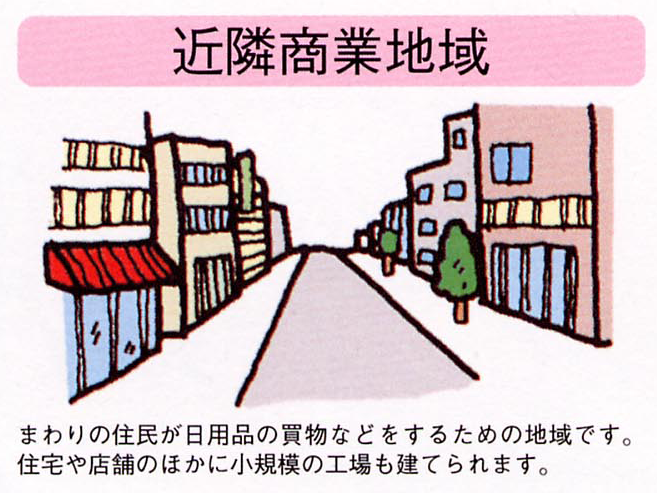 近隣商業地域
まわりの住民が日用品の買物などをするための地域です。
住宅や店舗のほかに小規模の工場も建てられます。